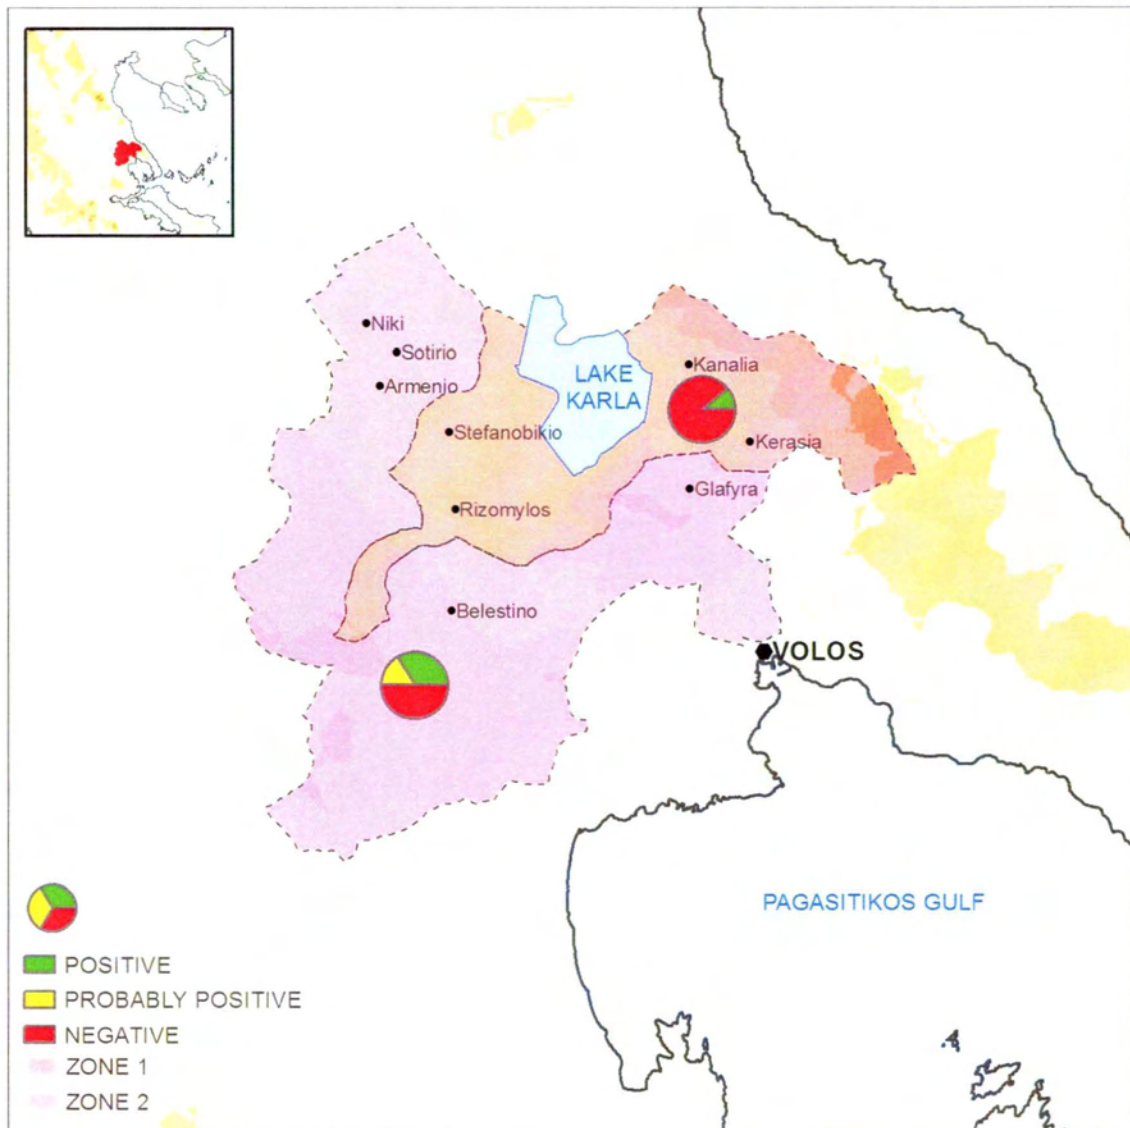 Niki
Sotirio
Armenio
LAKE
KARLA
Kanalia
Stefanobikio
Kerasia
Glafyra
Rizomylos
Belestino
VOLOS
PAGASITIKOS GULF
POSITIVE
PROBABLY POSITIVE
NEGATIVE
ZONE 1
ZONE 2